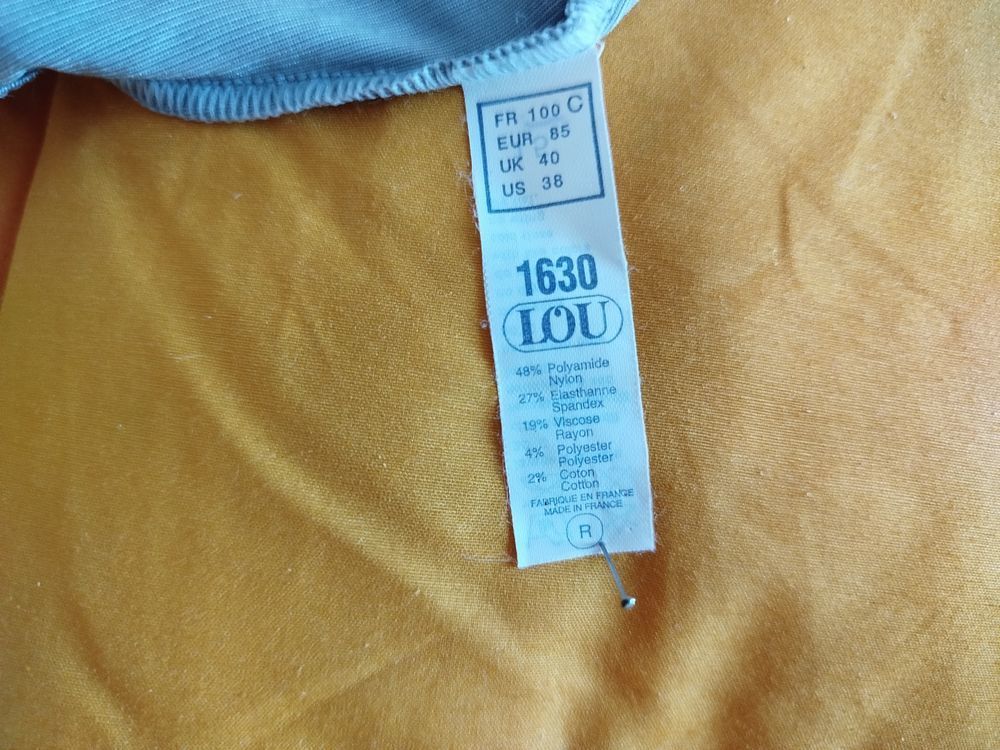 FR 100 C
EUR 85
UK 40
US 38
1630
LOU
48% Polyamide
Nylon
27% Elasthanne
Spandex
19% Viscose
Rayon
4% Polyester
Polyester
2% Coton
Cotton
FABRIQUE EN FRANCE
MADE IN FRANCE
R